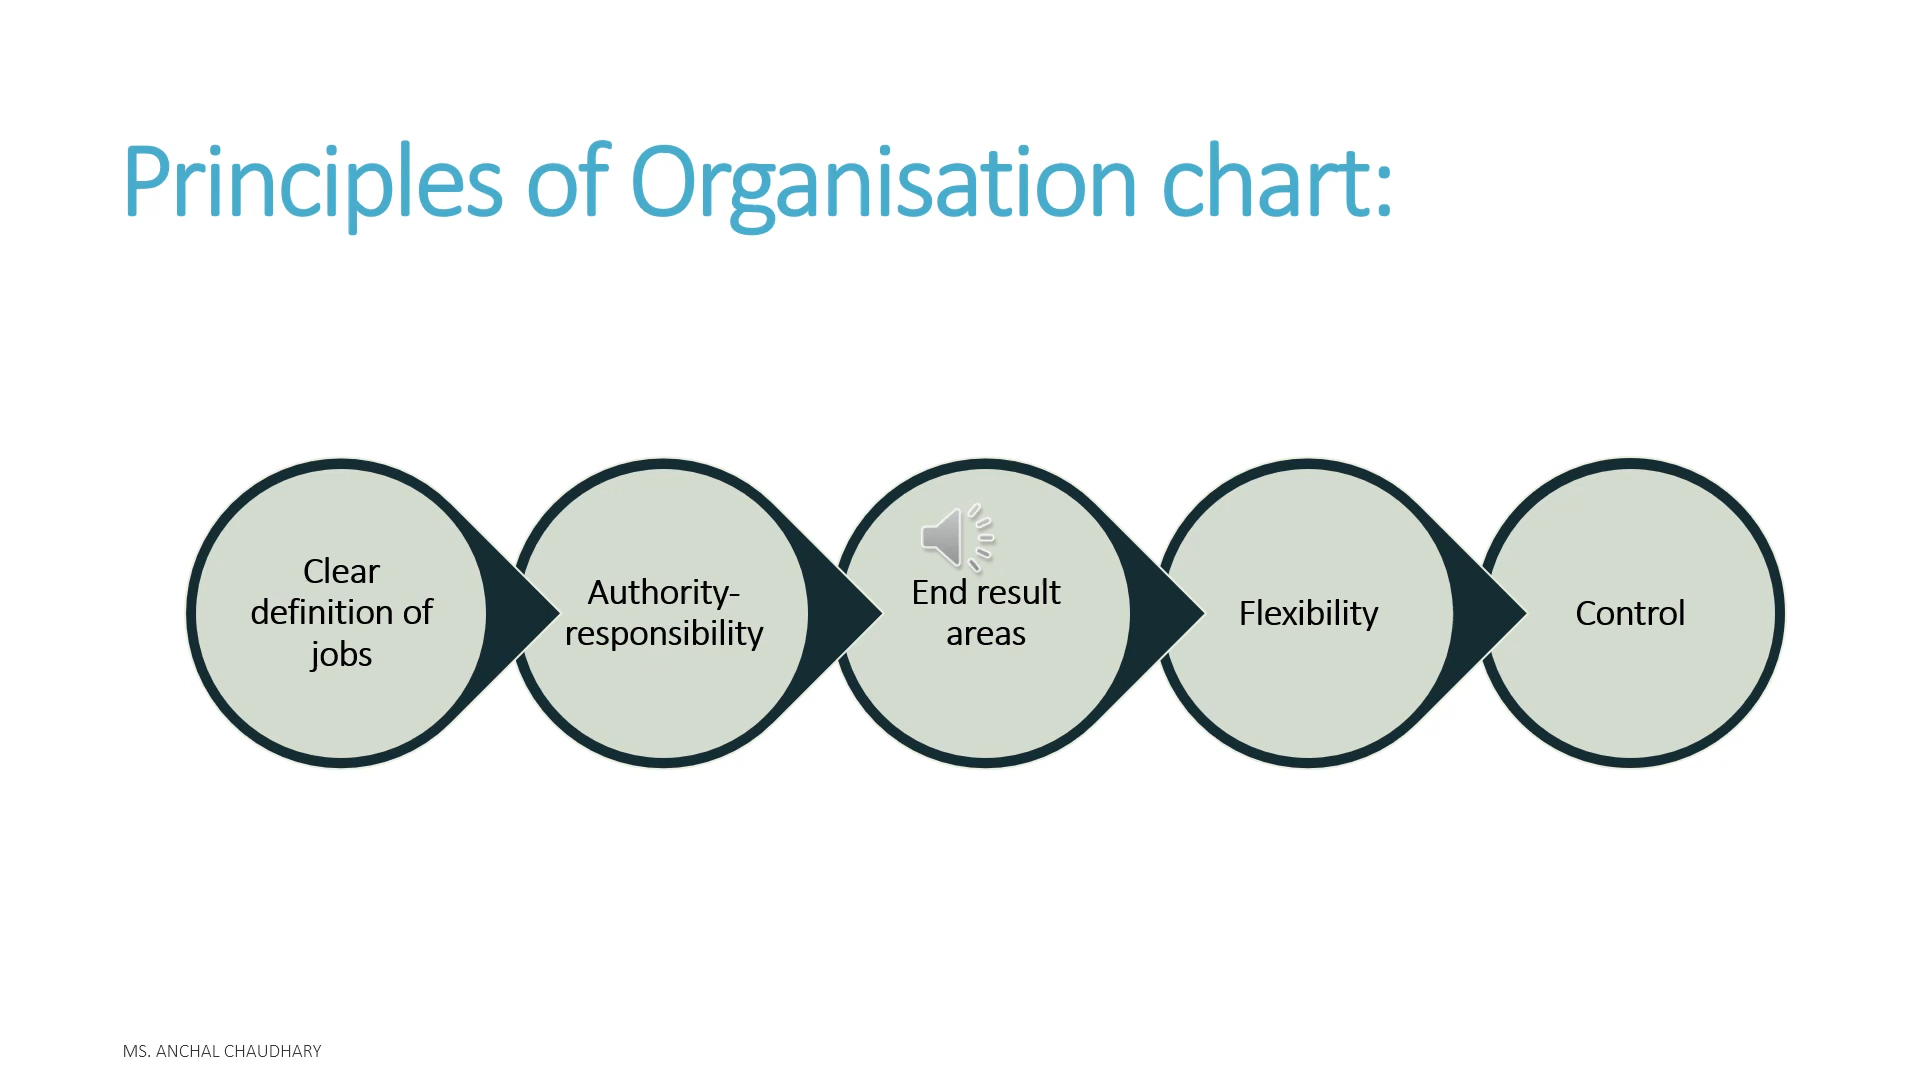 Principles of Organisation chart:
Clear
definition of
jobs
Authority-
responsibility
End result
areas
Flexibility
Control
MS. ANCHAL CHAUDHARY